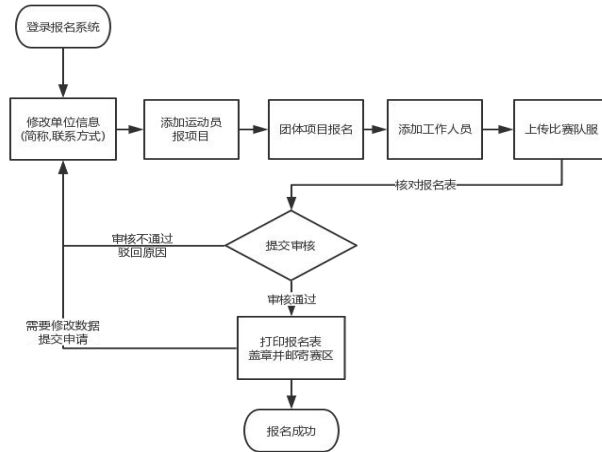 登录报名系统
修改单位信息
(简称,联系方式)
添加运动员
报项目
团体项目报名
添加工作人员
上传比赛队服
核对报名表
提交审核
审核不通过
驳回原因
审核通过
打印报名表
盖章并邮寄赛区
需要修改数据
提交申请
报名成功